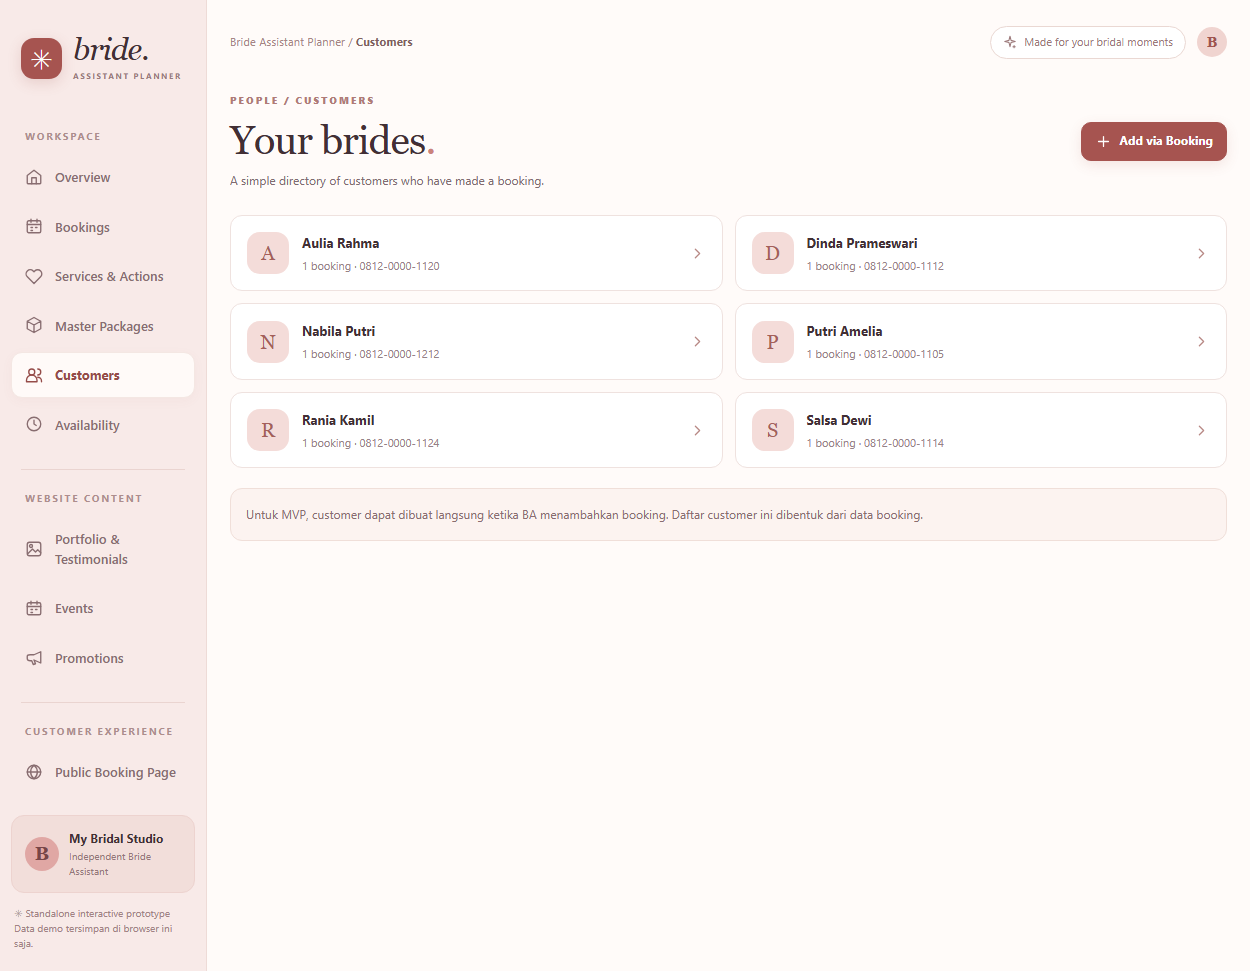 bride.
ASSISTANT PLANNER
WORKSPACE
Overview
Bookings
Services & Actions
Master Packages
Customers
Availability
WEBSITE CONTENT
Portfolio &
Testimonials
Events
Promotions
CUSTOMER EXPERIENCE
Public Booking Page
B
My Bridal Studio
Independent Bride
Assistant
✳ Standalone interactive prototype
Data demo tersimpan di browser ini
saja.
Bride Assistant Planner / Customers
Made for your bridal moments
B
PEOPLE / CUSTOMERS
Your brides.
A simple directory of customers who have made a booking.
Add via Booking
A
Aulia Rahma
1 booking · 0812-0000-1120
D
Dinda Prameswari
1 booking · 0812-0000-1112
N
Nabila Putri
1 booking · 0812-0000-1212
P
Putri Amelia
1 booking · 0812-0000-1105
R
Rania Kamil
1 booking · 0812-0000-1124
S
Salsa Dewi
1 booking · 0812-0000-1114
Untuk MVP, customer dapat dibuat langsung ketika BA menambahkan booking. Daftar customer ini dibentuk dari data booking.